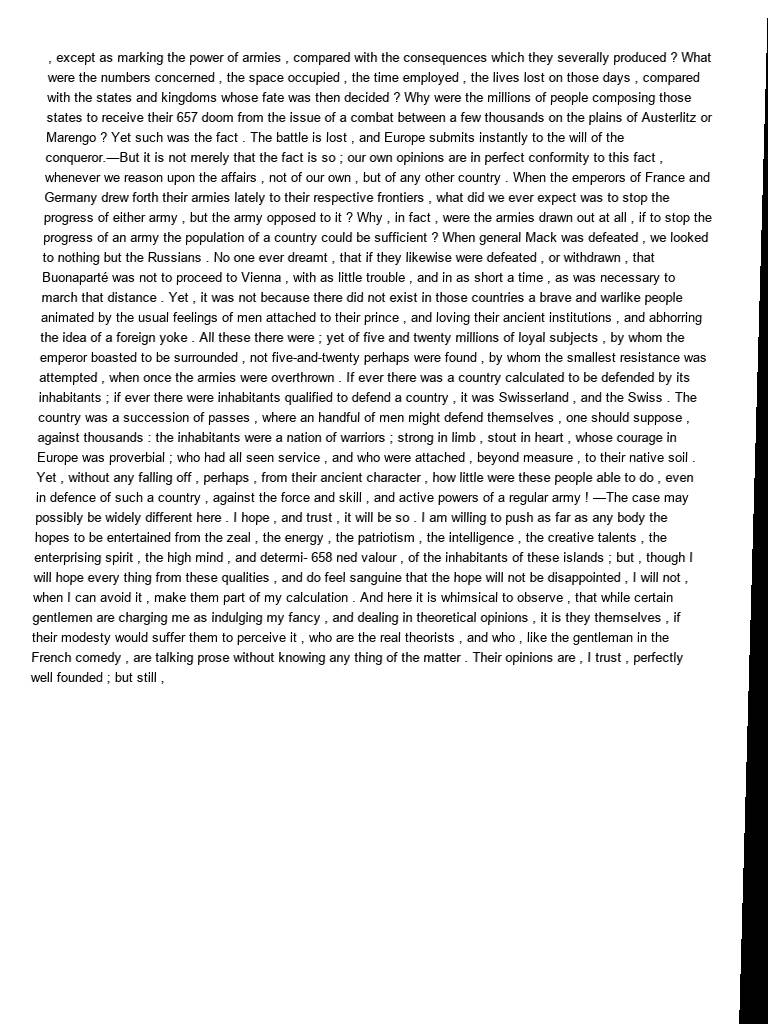 , except as marking the power of armies , compared with the consequences which they severally produced ? What
were the numbers concerned , the space occupied , the time employed , the lives lost on those days , compared
with the states and kingdoms whose fate was then decided ? Why were the millions of people composing those
states to receive their 657 doom from the issue of a combat between a few thousands on the plains of Austerlitz or
Marengo ? Yet such was the fact . The battle is lost , and Europe submits instantly to the will of the
conqueror.—But it is not merely that the fact is so ; our own opinions are in perfect conformity to this fact ,
whenever we reason upon the affairs , not of our own , but of any other country . When the emperors of France and
Germany drew forth their armies lately to their respective frontiers , what did we ever expect was to stop the
progress of either army , but the army opposed to it ? Why , in fact , were the armies drawn out at all , if to stop the
progress of an army the population of a country could be sufficient ? When general Mack was defeated , we looked
to nothing but the Russians . No one ever dreamt , that if they likewise were defeated , or withdrawn , that
Buonaparté was not to proceed to Vienna , with as little trouble , and in as short a time , as was necessary to
march that distance . Yet , it was not because there did not exist in those countries a brave and warlike people
animated by the usual feelings of men attached to their prince , and loving their ancient institutions , and abhorring
the idea of a foreign yoke . All these there were ; yet of five and twenty millions of loyal subjects , by whom the
emperor boasted to be surrounded , not five-and-twenty perhaps were found , by whom the smallest resistance was
attempted , when once the armies were overthrown . If ever there was a country calculated to be defended by its
inhabitants ; if ever there were inhabitants qualified to defend a country , it was Swisserland , and the Swiss . The
country was a succession of passes , where an handful of men might defend themselves , one should suppose ,
against thousands : the inhabitants were a nation of warriors ; strong in limb , stout in heart , whose courage in
Europe was proverbial ; who had all seen service , and who were attached , beyond measure , to their native soil .
Yet , without any falling off , perhaps , from their ancient character , how little were these people able to do , even
in defence of such a country , against the force and skill , and active powers of a regular army ! —The case may
possibly be widely different here . I hope , and trust , it will be so . I am willing to push as far as any body the
hopes to be entertained from the zeal , the energy , the patriotism , the intelligence , the creative talents , the
enterprising spirit , the high mind , and determi- 658 ned valour , of the inhabitants of these islands ; but , though I
will hope every thing from these qualities , and do feel sanguine that the hope will not be disappointed , I will not ,
when I can avoid it , make them part of my calculation . And here it is whimsical to observe , that while certain
gentlemen are charging me as indulging my fancy , and dealing in theoretical opinions , it is they themselves , if
their modesty would suffer them to perceive it , who are the real theorists , and who , like the gentleman in the
French comedy , are talking prose without knowing any thing of the matter . Their opinions are , I trust , perfectly
well founded ; but still ,